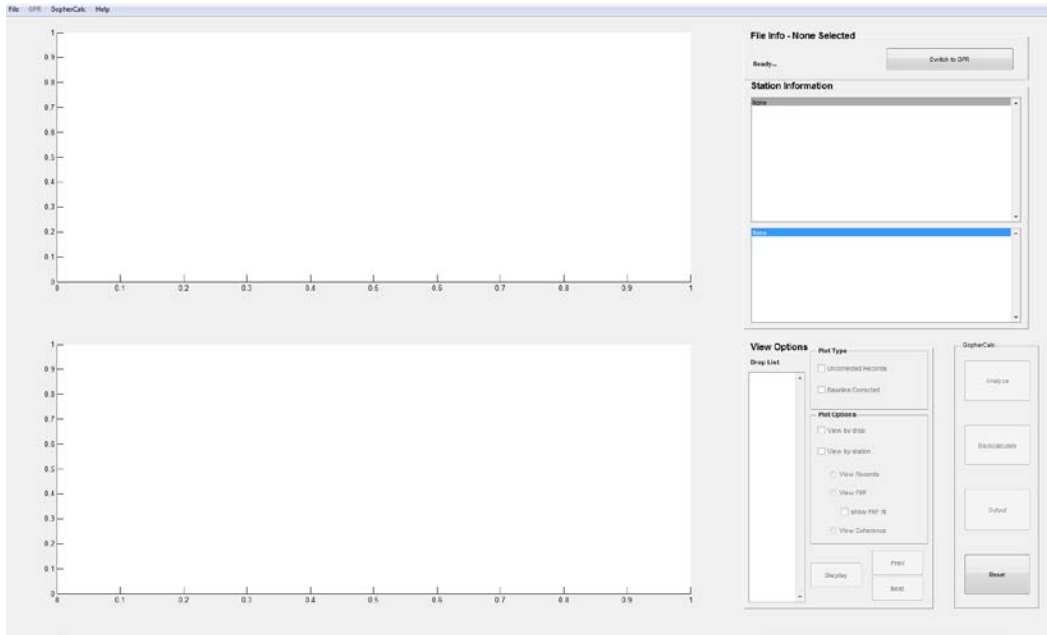 File GPR GopherCalc Help
1
0.9
0.8
0.7
0.6
0.5
0.4
0.3
0.2
0.1
0
0 0.1 0.2 0.3 0.4 0.5 0.6 0.7 0.8 0.9 1
1
0.9
0.8
0.7
0.6
0.5
0.4
0.3
0.2
0.1
0
0 0.1 0.2 0.3 0.4 0.5 0.6 0.7 0.8 0.9 1
File Info - None Selected
Ready...
Switch to GPR
Station Information
None
None
View Options
Drop List
Plot Type
Uncorrected Records
Baseline Corrected
Plot Options
View by drop
View by station
View Records
View FRF
Show FRF fit
View Coherence
Display
Prev
Next
GopherCalc
Analyze
Backcalculate
Output
Reset